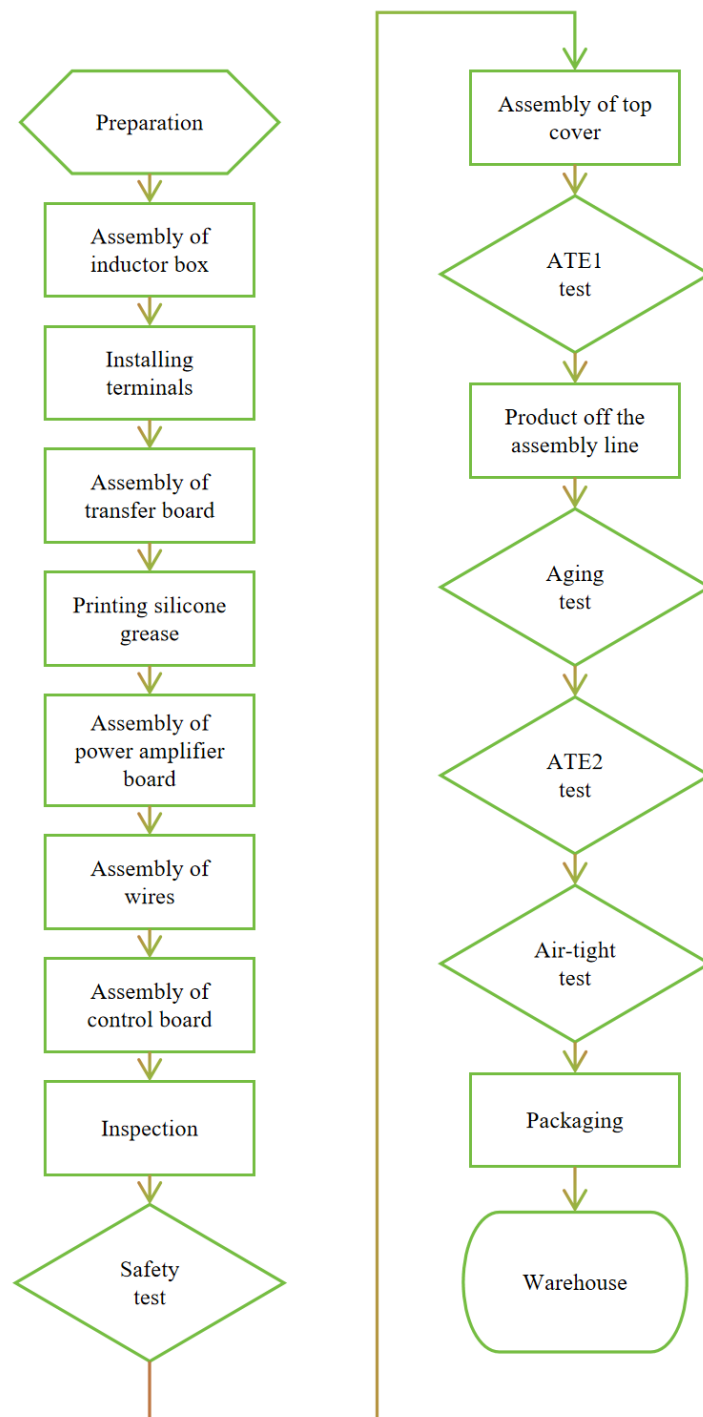 Preparation
Assembly of
inductor box
Installing
terminals
Assembly of
transfer board
Printing silicone
grease
Assembly of
power amplifier
board
Assembly of
wires
Assembly of
control board
Inspection
Safety
test
Assembly of top
cover
ATE1
test
Product off the
assembly line
Aging
test
ATE2
test
Air-tight
test
Packaging
Warehouse